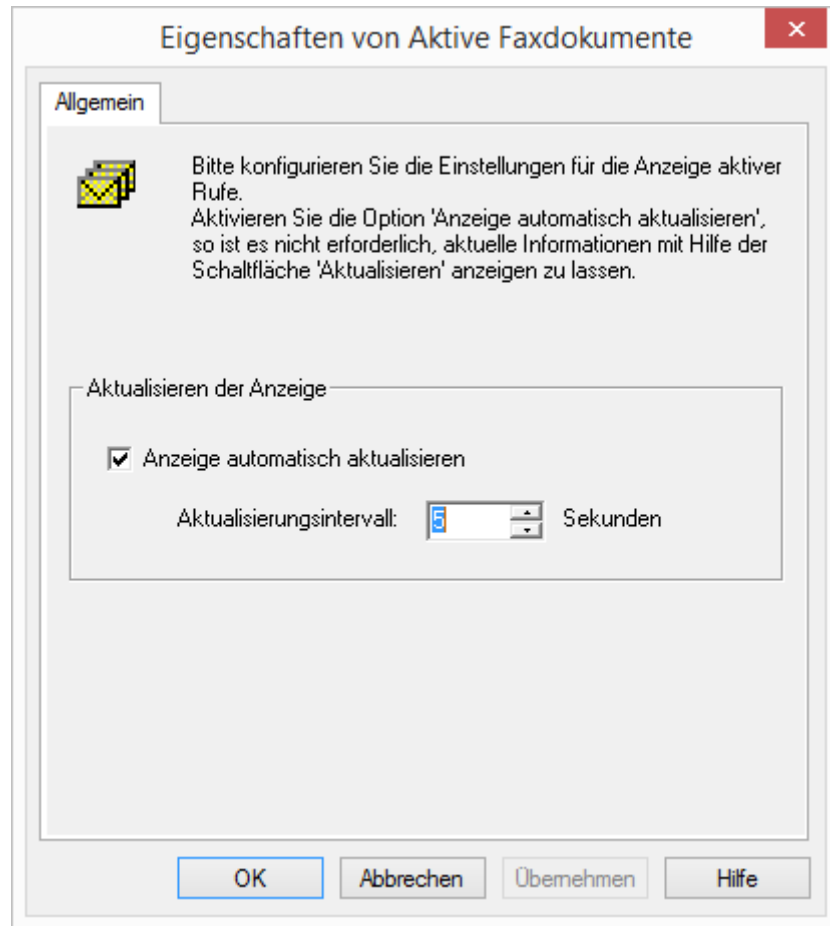 Eigenschaften von Aktive Faxdokumente
Allgemein
Bitte konfigurieren Sie die Einstellungen für die Anzeige aktiver
Rufe.
Aktivieren Sie die Option 'Anzeige automatisch aktualisieren',
so ist es nicht erforderlich, aktuelle Informationen mit Hilfe der
Schaltfläche 'Aktualisieren' anzeigen zu lassen.
Aktualisieren der Anzeige
Anzeige automatisch aktualisieren
Aktualisierungsintervall: 5 Sekunden
OK Abbrechen Übernehmen Hilfe